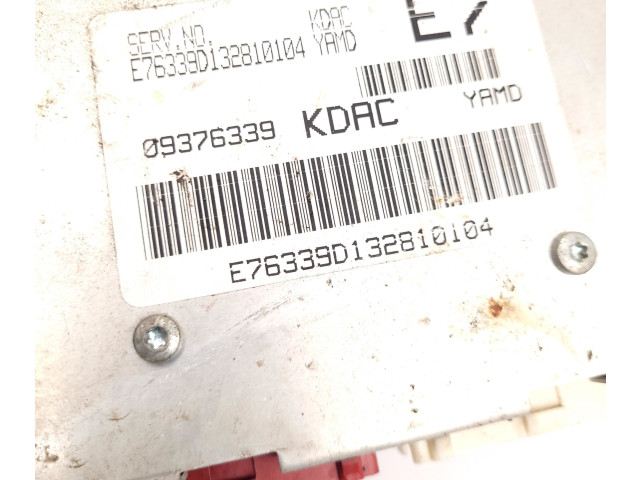 SERV.NO. KDAC
E76339D132810104 YAMD
E7
09376339 KDAC YAMD
E76339D132810104